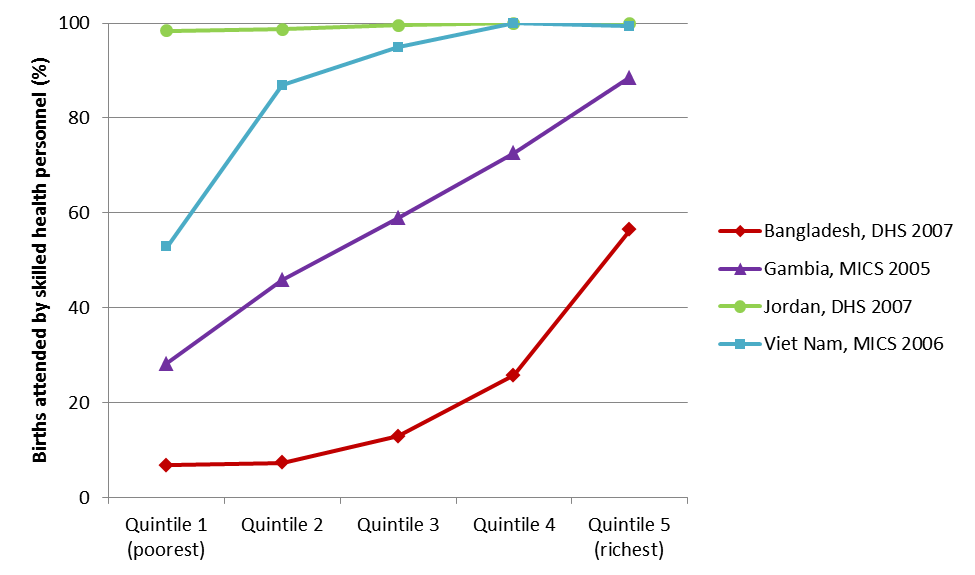 Births attended by skilled health personnel (%)
100
80
60
40
20
0
Quintile 1
(poorest)
Quintile 2
Quintile 3
Quintile 4
Quintile 5
(richest)
Bangladesh, DHS 2007
Gambia, MICS 2005
Jordan, DHS 2007
Viet Nam, MICS 2006